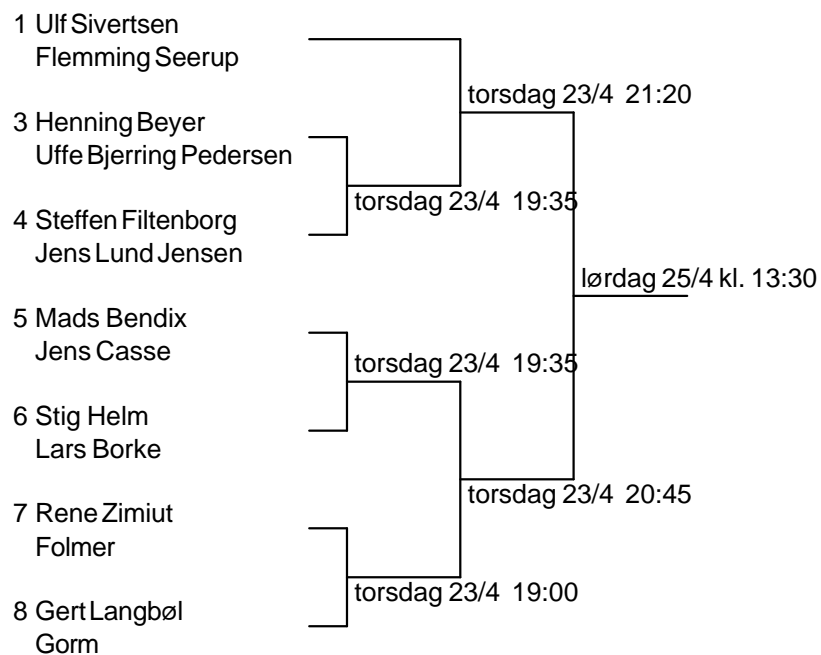 1 Ulf Sivertsen
Flemming Seerup
torsdag 23/4 21:20
3 Henning Beyer
Uffe Bjerring Pedersen
torsdag 23/4 19:35
4 Steffen Filtenborg
Jens Lund Jensen
lørdag 25/4 kl. 13:30
5 Mads Bendix
Jens Casse
torsdag 23/4 19:35
6 Stig Helm
Lars Borke
torsdag 23/4 20:45
7 Rene Zimiut
Folmer
torsdag 23/4 19:00
8 Gert Langbøl
Gorm